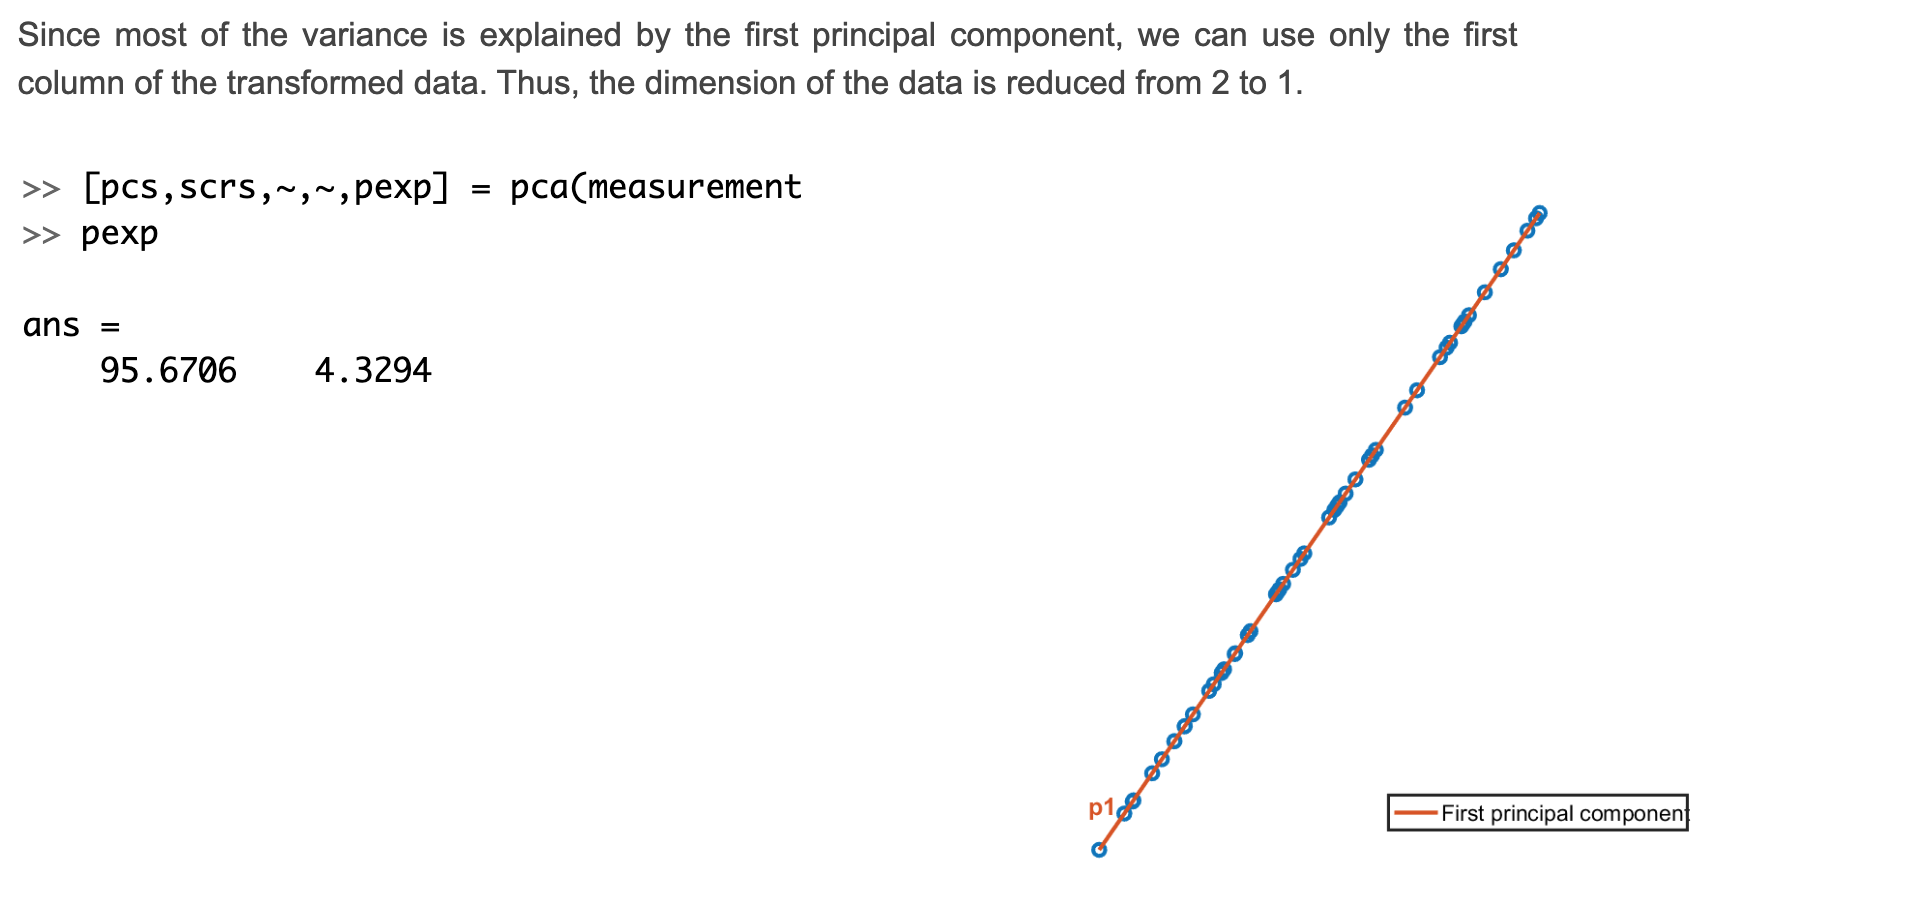 Since most of the variance is explained by the first principal component, we can use only the first
column of the transformed data. Thus, the dimension of the data is reduced from 2 to 1.
>> [pcs,scrs,~,~,pexp] = pca(measurement
>> pexp
ans =
95.6706 4.3294
p1
First principal component